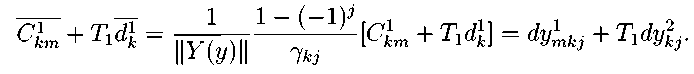 $\overline{C^1_{km}} + T_1\overline{d^1_k} = \frac{1}{\|Y(y)\|}\frac{1-(-1)^j}{\gamma_{kj}}[C^1_{km} + T_1 d^1_k] = dy^1_{mkj} + T_1 dy^2_{kj}.$